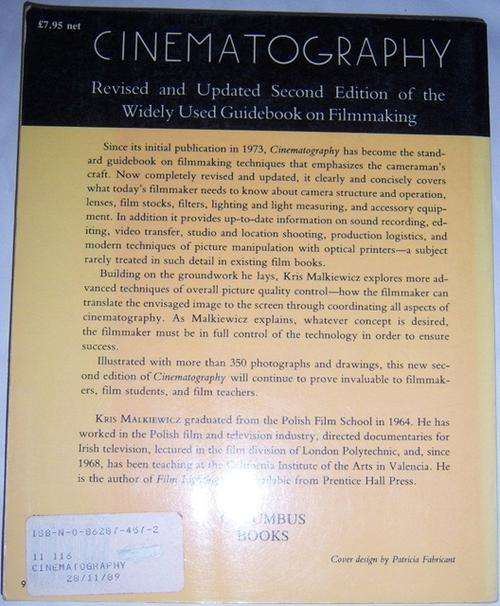 £7.95 net
CINEMATOGRAPHY
Revised and Updated Second Edition of the
Widely Used Guidebook on Filmmaking
Since its initial publication in 1973, Cinematography has become the stand-
ard guidebook on filmmaking techniques that emphasizes the cameraman's
craft. Now completely revised and updated, it clearly and concisely covers
what today's filmmaker needs to know about camera structure and operation,
lenses, film stocks, filters, lighting and light measuring, and accessory equip-
ment. In addition it provides up-to-date information on sound recording, ed-
iting, video transfer, studio and location shooting, production logistics, and
modern techniques of picture manipulation with optical printers—a subject
rarely treated in such detail in existing film books.
Building on the groundwork he lays, Kris Malkiewicz explores more ad-
vanced techniques of overall picture quality control—how the filmmaker can
translate the envisaged image to the screen through coordinating all aspects of
cinematography. As Malkiewicz explains, whatever concept is desired,
the filmmaker must be in full control of the technology in order to ensure
success.
Illustrated with more than 350 photographs and drawings, this new sec-
ond edition of Cinematography will continue to prove invaluable to filmmak-
ers, film students, and film teachers.
KRIS MALKIEWICZ graduated from the Polish Film School in 1964. He has
worked in the Polish film and television industry, directed documentaries for
Irish television, lectured in the film division of London Polytechnic, and, since
1968, has been teaching at the California Institute of the Arts in Valencia. He
is the author of Film Lighting available from Prentice Hall Press.
COLUMBUS
BOOKS
Cover design by Patricia Fabricant
ISB-N-0-86287-457-2
11 116
CINEMATOGRAPHY
28/11/89
9